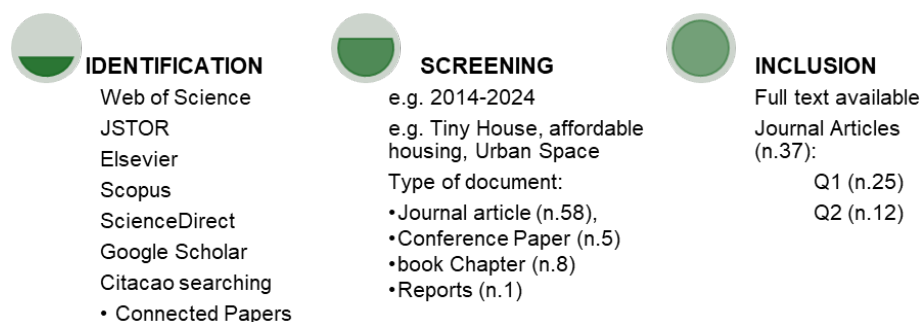 IDENTIFICATION
Web of Science
JSTOR
Elsevier
Scopus
ScienceDirect
Google Scholar
Citacao searching
• Connected Papers
SCREENING
e.g. 2014-2024
e.g. Tiny House, affordable
housing, Urban Space
Type of document:
•Journal article (n.58),
•Conference Paper (n.5)
•book Chapter (n.8)
•Reports (n.1)
INCLUSION
Full text available
Journal Articles
(n.37):
Q1 (n.25)
Q2 (n.12)